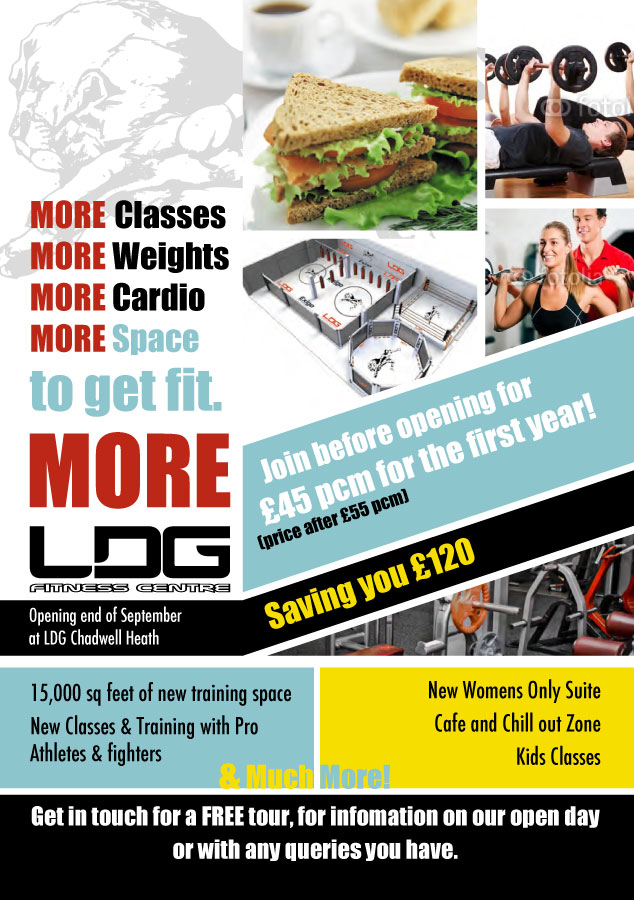 MORE Classes
MORE Weights
MORE Cardio
MORE Space
to get fit.
MORE
LDG
FITNESS CENTRE
Opening end of September
at LDG Chadwell Heath
LDG
LDG
Join before opening for
£45 pcm for the first year!
(price after £55 pcm)
Saving you £120
15,000 sq feet of new training space
New Classes & Training with Pro
Athletes & fighters
New Womens Only Suite
Cafe and Chill out Zone
Kids Classes
& Much More!
Get in touch for a FREE tour, for infomation on our open day
or with any queries you have.